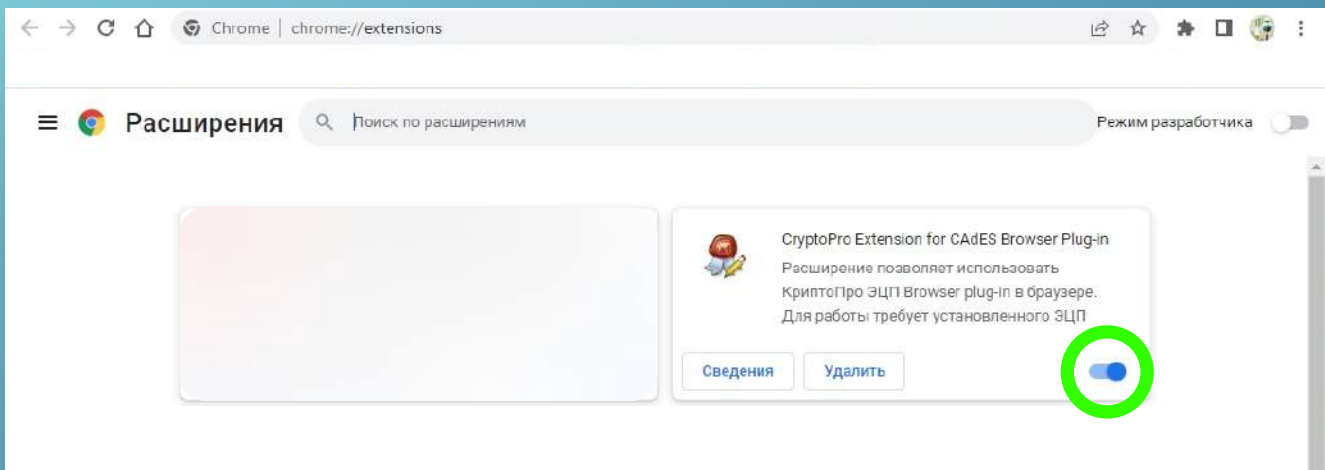 Chrome | chrome://extensions
Расширения
Поиск по расширениям
Режим разработчика
CryptoPro Extension for CAdES Browser Plug-in
Расширение позволяет использовать
КриптоПро ЭЦП Browser plug-in в браузере.
Для работы требует установленного ЭЦП
Сведения
Удалить